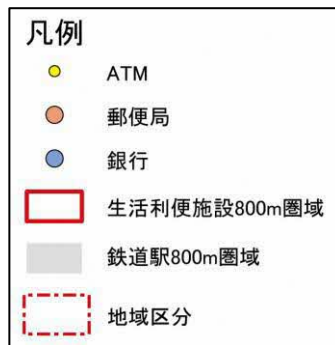 凡例
ATM
郵便局
銀行
生活利便施設800m圏域
鉄道駅800m圏域
地域区分